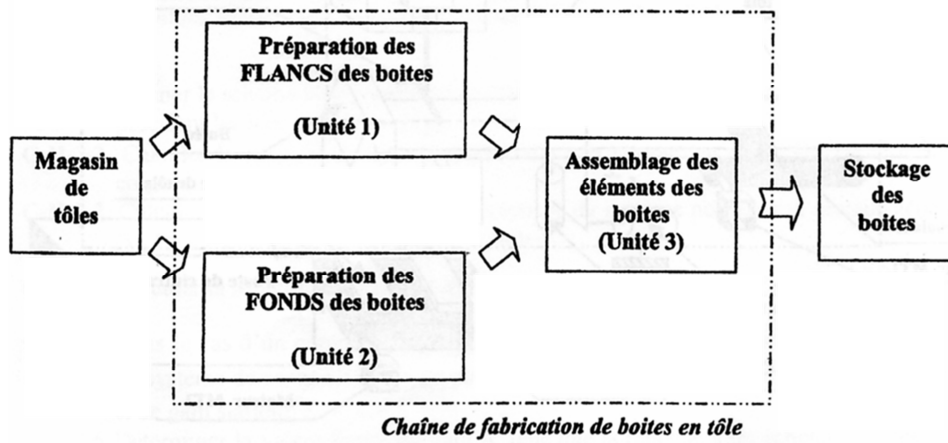 Préparation des
FLANCS des boites
(Unité 1)
Magasin
de
tôles
Assemblage des
éléments des
boites
(Unité 3)
Stockage
des
boites
Préparation des
FONDS des boites
(Unité 2)
Chaîne de fabrication de boites en tôle